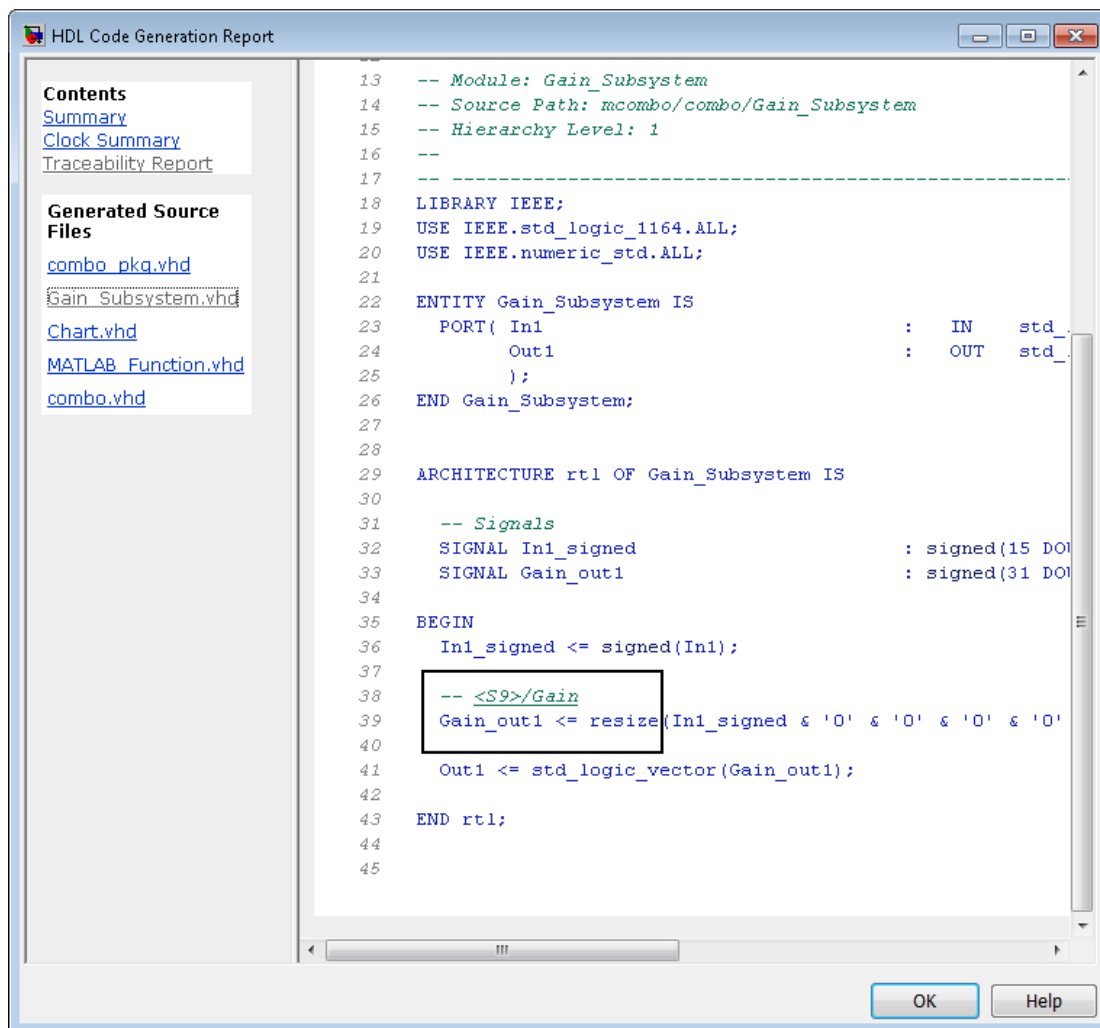 HDL Code Generation Report
Contents
Summary
Clock Summary
Traceability Report
Generated Source
Files
combo_pkg.vhd
Gain_Subsystem.vhd
Chart.vhd
MATLAB_Function.vhd
combo.vhd
13 -- Module: Gain_Subsystem
14 -- Source Path: mcombo/combo/Gain_Subsystem
15 -- Hierarchy Level: 1
16 --
17 -- -------------------------------------------------------
18 LIBRARY IEEE;
19 USE IEEE.std_logic_1164.ALL;
20 USE IEEE.numeric_std.ALL;
21
22 ENTITY Gain_Subsystem IS
23 PORT( In1 : IN std_
24 Out1 : OUT std_
25 );
26 END Gain_Subsystem;
27
28
29 ARCHITECTURE rtl OF Gain_Subsystem IS
30
31 -- Signals
32 SIGNAL In1_signed : signed(15 DO
33 SIGNAL Gain_out1 : signed(31 DO
34
35 BEGIN
36 In1_signed <= signed(In1);
37
38 -- <S9>/Gain
39 Gain_out1 <= resize(In1_signed & '0' & '0' & '0' & '0'
40
41 Out1 <= std_logic_vector(Gain_out1);
42
43 END rtl;
44
45
OK Help